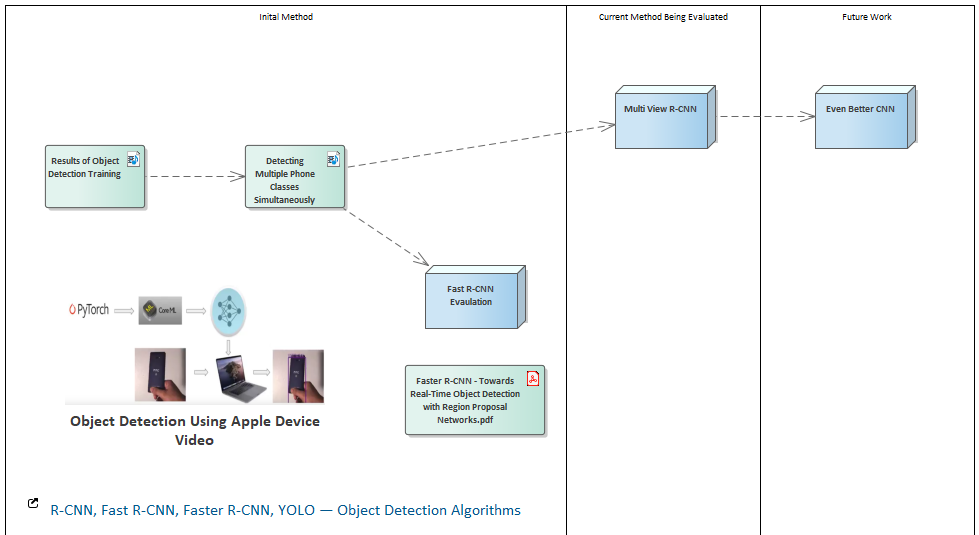 Inital Method
Current Method Being Evaluated
Future Work
Multi View R-CNN
Even Better CNN
Results of Object
Detection Training
Detecting
Multiple Phone
Classes
Simultaneously
Fast R-CNN
Evaulation
PyTorch
Core ML
Faster R-CNN - Towards
Real-Time Object Detection
with Region Proposal
Networks.pdf
Object Detection Using Apple Device
Video
R-CNN, Fast R-CNN, Faster R-CNN, YOLO — Object Detection Algorithms